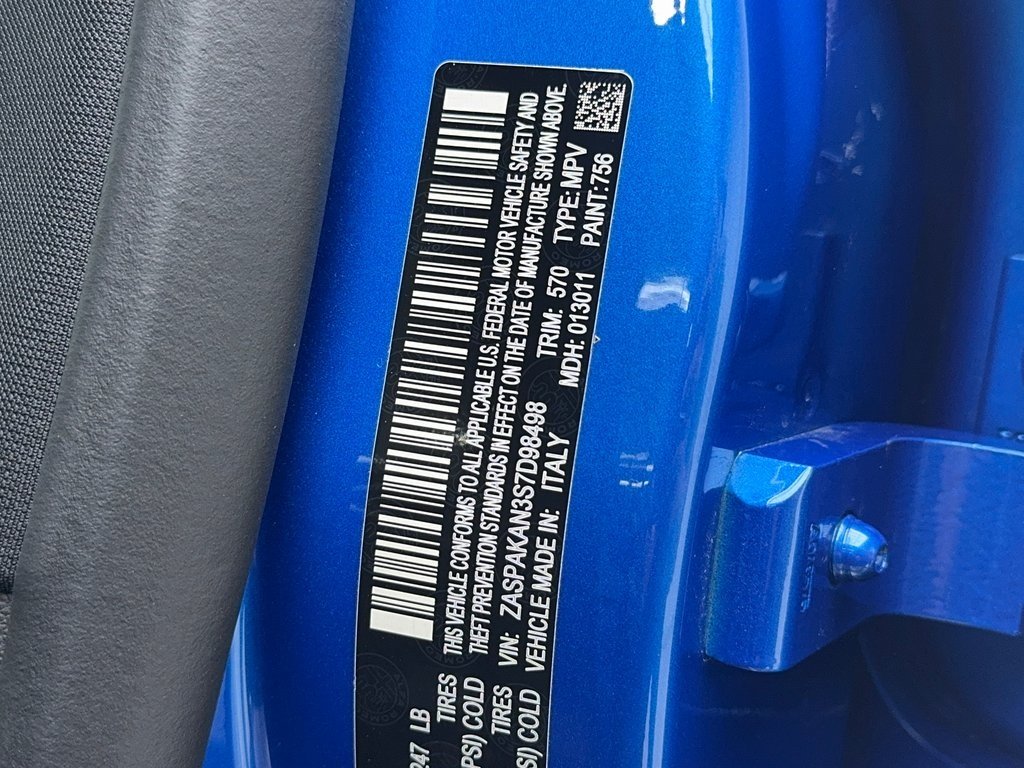 247 LB
TIRES
PSI) COLD
TIRES
SI) COLD
THIS VEHICLE CONFORMS TO ALL APPLICABLE U.S. FEDERAL MOTOR VEHICLE SAFETY AND
THEFT PREVENTION STANDARDS IN EFFECT ON THE DATE OF MANUFACTURE SHOWN ABOVE.
VIN: ZASPAKAN3S7D98498 TRIM: 570 TYPE: MPV
VEHICLE MADE IN: ITALY MDH: 013011 PAINT:756